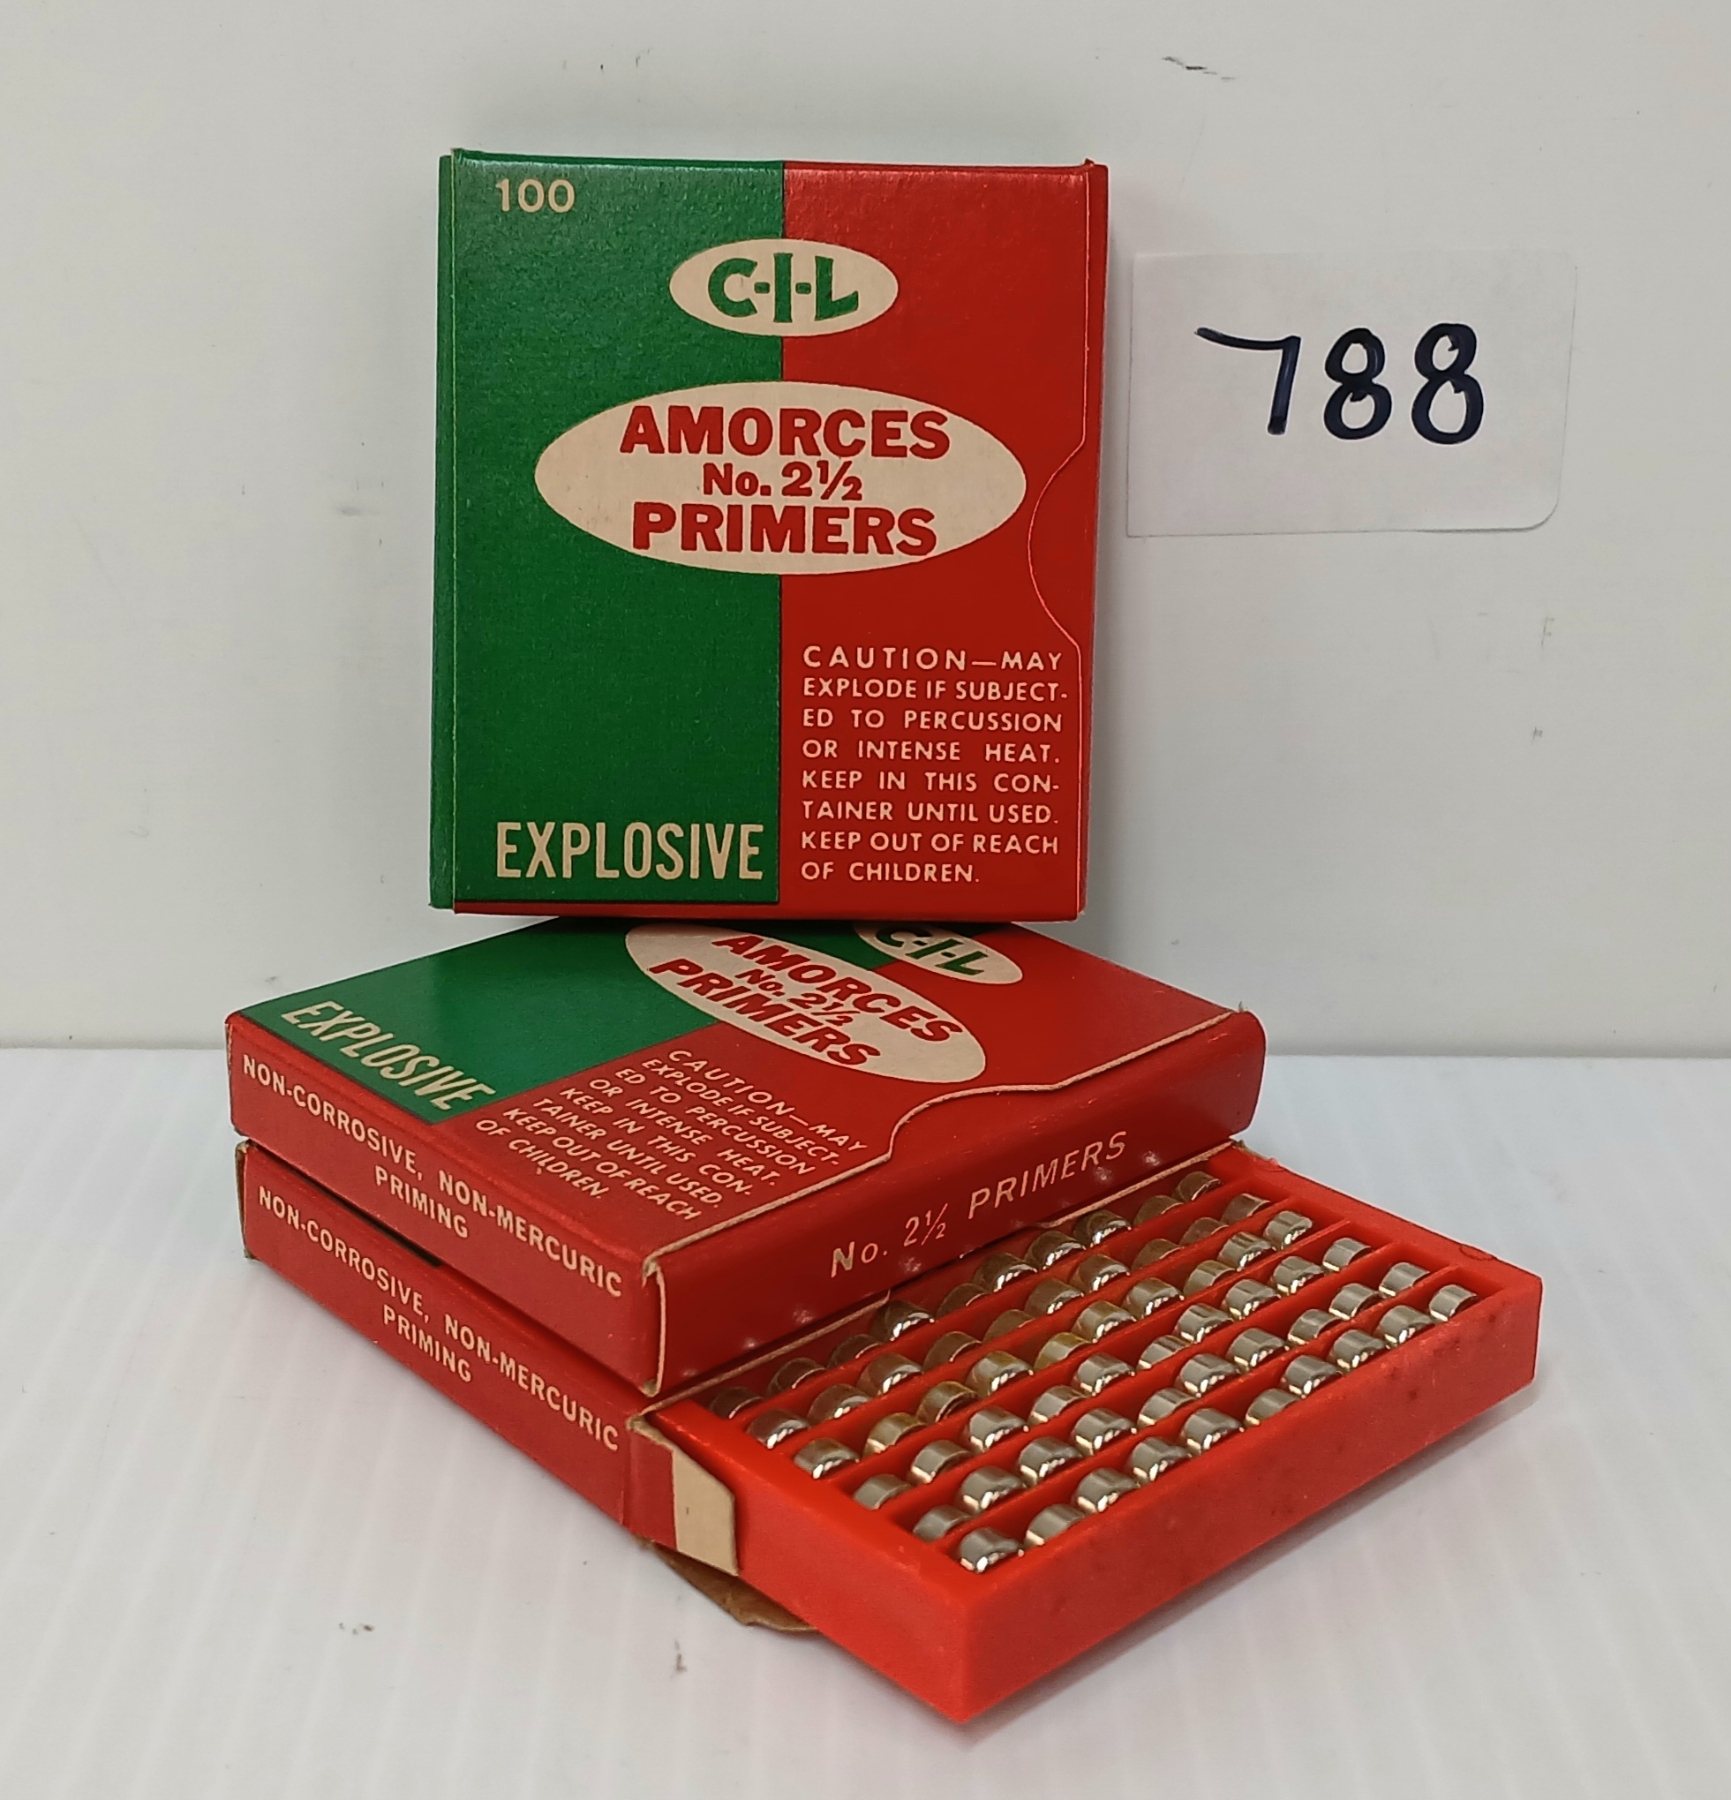 100
C-I-L
AMORCES
No. 2½
PRIMERS
CAUTION—MAY
EXPLODE IF SUBJECT-
ED TO PERCUSSION
OR INTENSE HEAT.
KEEP IN THIS CON-
TAINER UNTIL USED.
KEEP OUT OF REACH
OF CHILDREN.
EXPLOSIVE
788
C-I-L
AMORCES
No. 2½
PRIMERS
EXPLOSIVE
CAUTION—MAY
EXPLODE IF SUBJECT-
ED TO PERCUSSION
OR INTENSE HEAT.
KEEP IN THIS CON-
TAINER UNTIL USED.
KEEP OUT OF REACH
OF CHILDREN.
NON-CORROSIVE, NON-MERCURIC
PRIMING
No. 2½ PRIMERS
NON-CORROSIVE, NON-MERCURIC
PRIMING